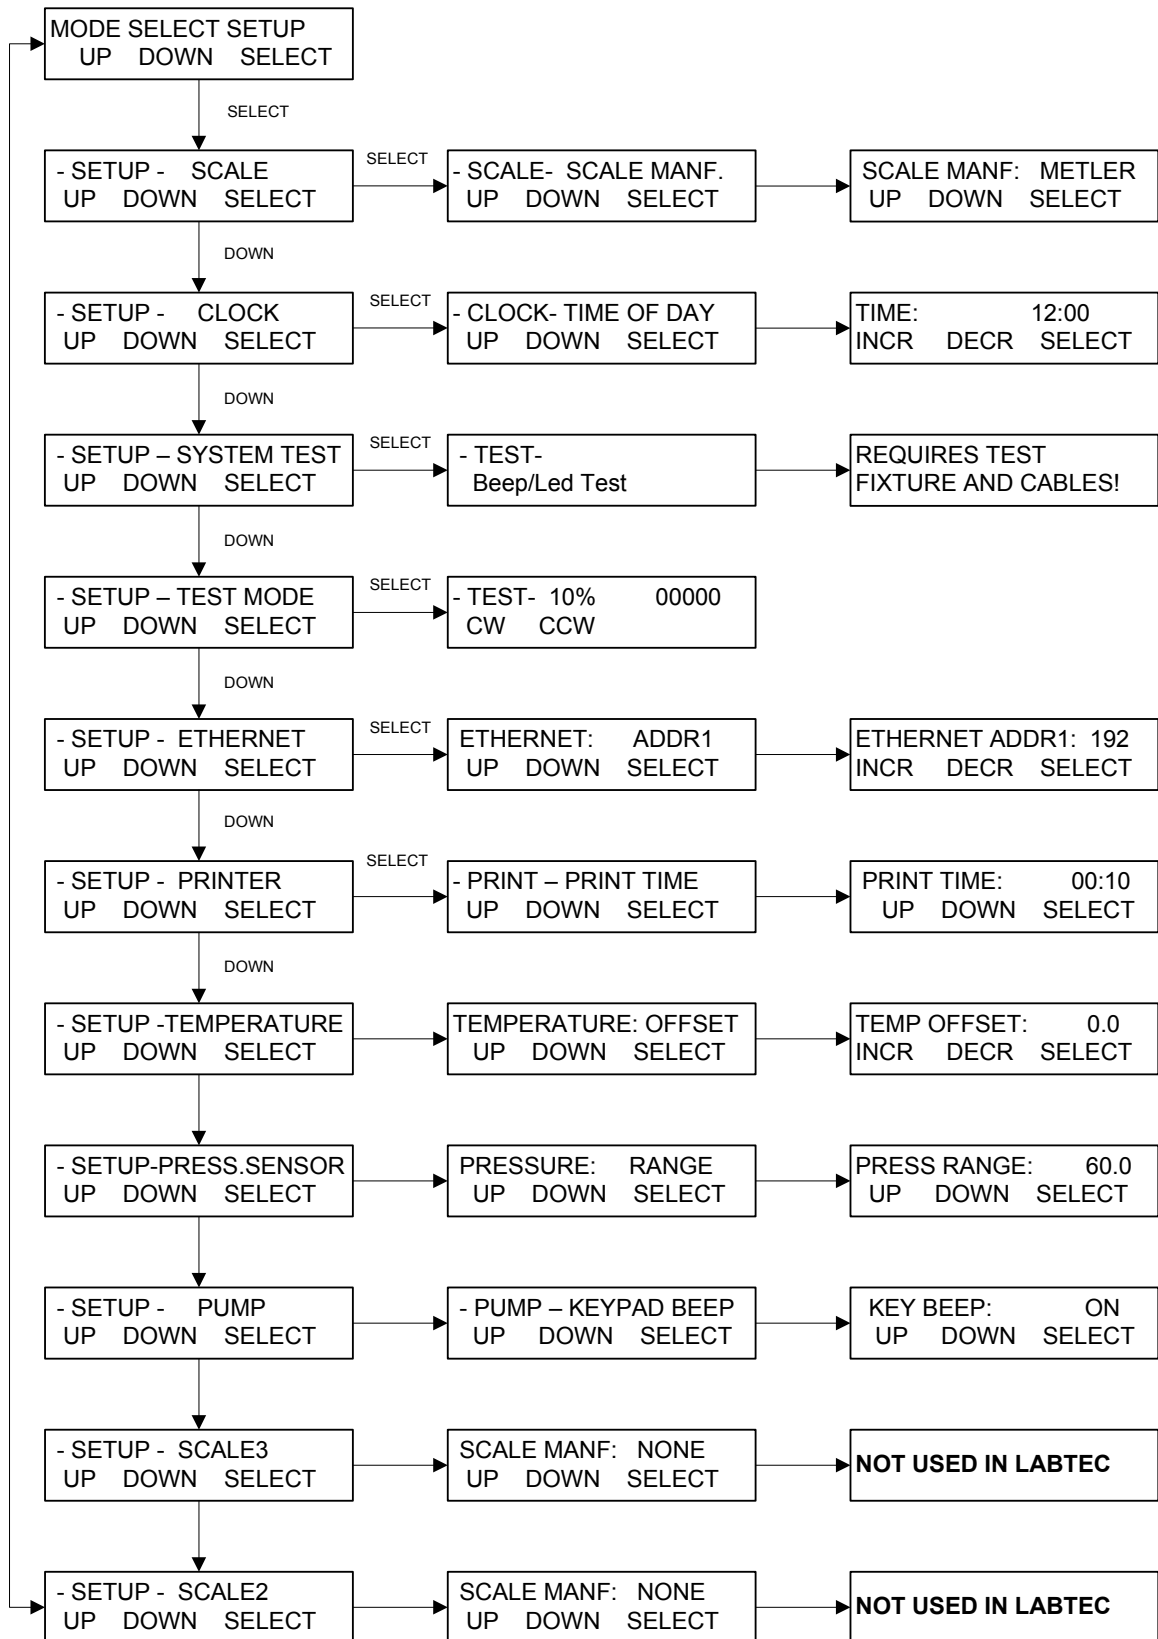 MODE SELECT SETUP
UP DOWN SELECT
SELECT
- SETUP - SCALE
UP DOWN SELECT
SELECT
- SCALE- SCALE MANF.
UP DOWN SELECT
SCALE MANF: METLER
UP DOWN SELECT
DOWN
- SETUP - CLOCK
UP DOWN SELECT
SELECT
- CLOCK- TIME OF DAY
UP DOWN SELECT
TIME: 12:00
INCR DECR SELECT
DOWN
- SETUP – SYSTEM TEST
UP DOWN SELECT
SELECT
- TEST-
Beep/Led Test
REQUIRES TEST
FIXTURE AND CABLES!
DOWN
- SETUP – TEST MODE
UP DOWN SELECT
SELECT
- TEST- 10% 00000
CW CCW
DOWN
- SETUP - ETHERNET
UP DOWN SELECT
SELECT
ETHERNET: ADDR1
UP DOWN SELECT
ETHERNET ADDR1: 192
INCR DECR SELECT
DOWN
- SETUP - PRINTER
UP DOWN SELECT
SELECT
- PRINT – PRINT TIME
UP DOWN SELECT
PRINT TIME: 00:10
UP DOWN SELECT
DOWN
- SETUP -TEMPERATURE
UP DOWN SELECT
TEMPERATURE: OFFSET
UP DOWN SELECT
TEMP OFFSET: 0.0
INCR DECR SELECT
- SETUP-PRESS.SENSOR
UP DOWN SELECT
PRESSURE: RANGE
UP DOWN SELECT
PRESS RANGE: 60.0
UP DOWN SELECT
- SETUP - PUMP
UP DOWN SELECT
- PUMP – KEYPAD BEEP
UP DOWN SELECT
KEY BEEP: ON
UP DOWN SELECT
- SETUP - SCALE3
UP DOWN SELECT
SCALE MANF: NONE
UP DOWN SELECT
NOT USED IN LABTEC
- SETUP - SCALE2
UP DOWN SELECT
SCALE MANF: NONE
UP DOWN SELECT
NOT USED IN LABTEC